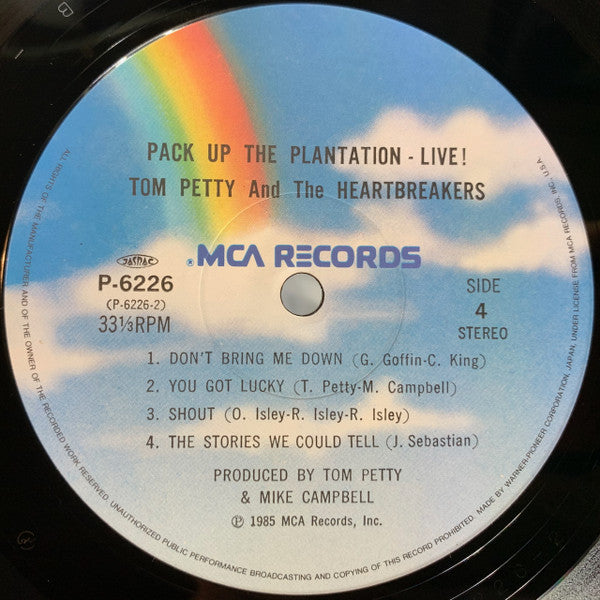 PACK UP THE PLANTATION - LIVE!
TOM PETTY And The HEARTBREAKERS
® MCA RECORDS
JASRAC
P-6226
(P-6226-2)
33⅓RPM
SIDE
4
STEREO
1. DON'T BRING ME DOWN (G. Goffin-C. King)
2. YOU GOT LUCKY (T. Petty-M. Campbell)
3. SHOUT (O. Isley-R. Isley-R. Isley)
4. THE STORIES WE COULD TELL (J. Sebastian)
PRODUCED BY TOM PETTY
& MIKE CAMPBELL
℗ 1985 MCA Records, Inc.
ALL RIGHTS OF THE MANUFACTURER AND OF THE OWNER OF THE RECORDED WORK RESERVED. UNAUTHORIZED PUBLIC PERFORMANCE BROADCASTING AND COPYING OF THIS RECORD PROHIBITED. MADE BY WARNER-PIONEER CORPORATION, JAPAN, UNDER LICENSE FROM MCA RECORDS, INC., U.S.A.